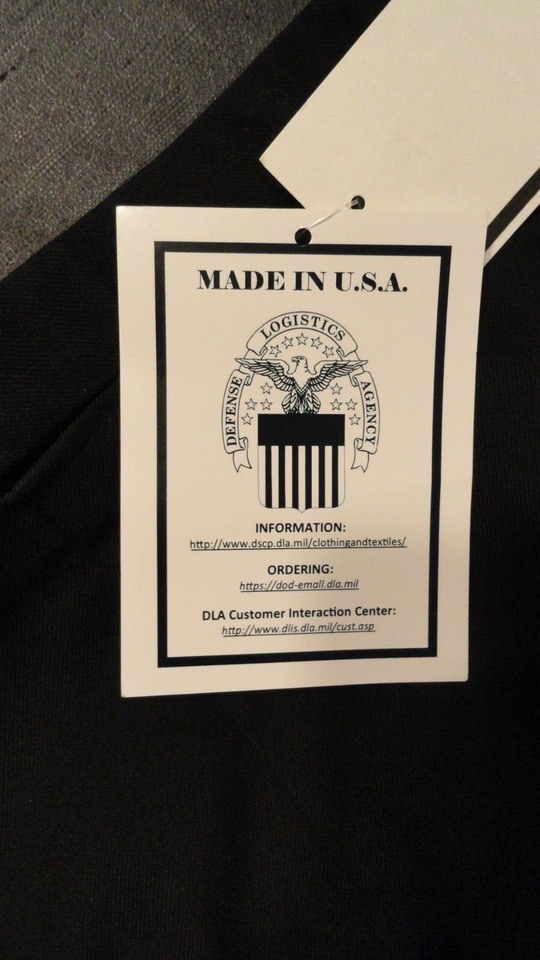 MADE IN U.S.A.
DEFENSE LOGISTICS AGENCY
INFORMATION:
http://www.dscp.dla.mil/clothingandtextiles/
ORDERING:
https://dod-emall.dla.mil
DLA Customer Interaction Center:
http://www.dlis.dla.mil/cust.asp